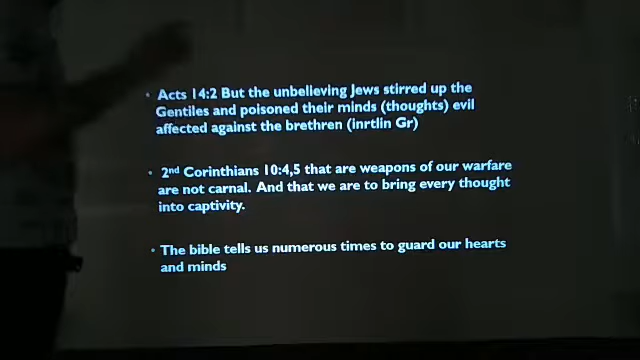 • Acts 14:2 But the unbelieving Jews stirred up the
Gentiles and poisoned their minds (thoughts) evil
affected against the brethren (inrtlin Gr)
• 2nd Corinthians 10:4,5 that are weapons of our warfare
are not carnal. And that we are to bring every thought
into captivity.
• The bible tells us numerous times to guard our hearts
and minds